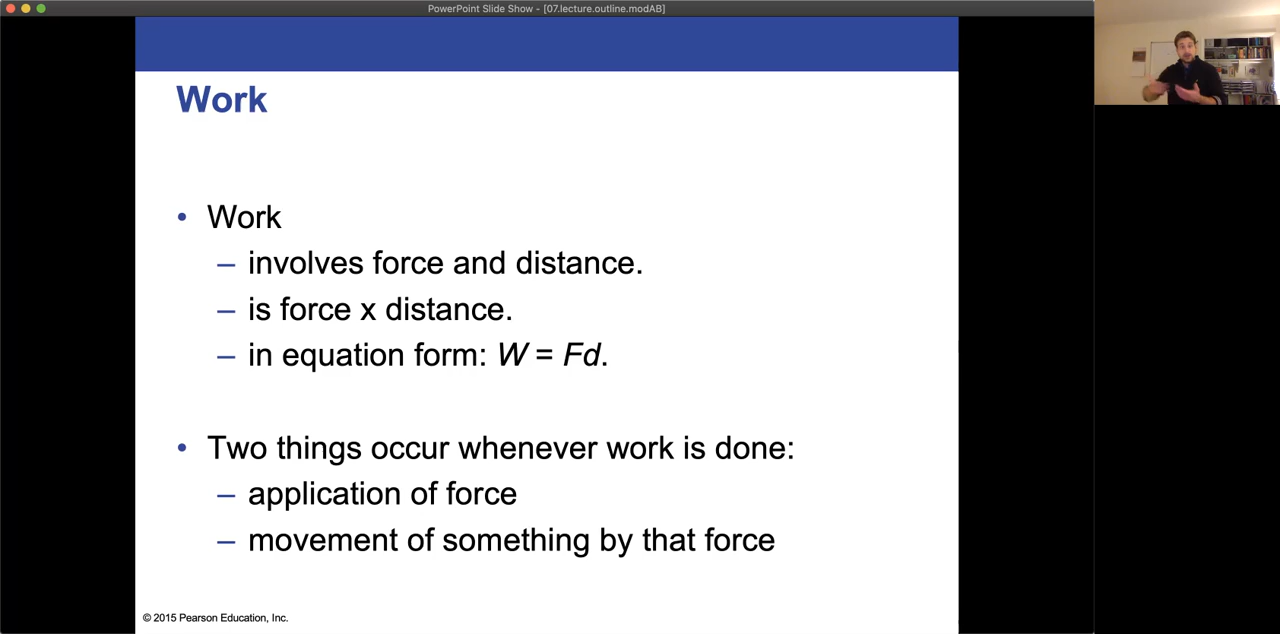 PowerPoint Slide Show - [07.lecture.outline.modAB]
Work
• Work
– involves force and distance.
– is force x distance.
– in equation form: W = Fd.
• Two things occur whenever work is done:
– application of force
– movement of something by that force
© 2015 Pearson Education, Inc.